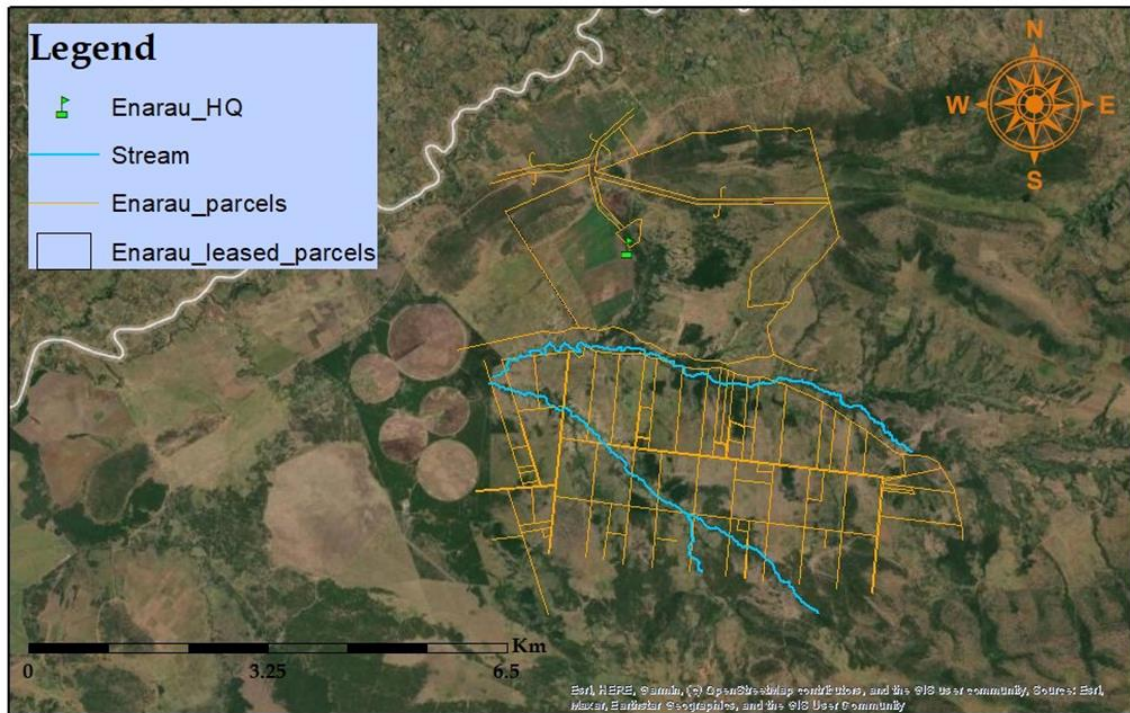 Legend
Enarau_HQ
Stream
Enarau_parcels
Enarau_leased_parcels
N
W E
S
Km
0 3.25 6.5
Esri, HERE, Garmin, (c) OpenStreetMap contributors, and the GIS user community, Source: Esri,
Maxar, Earthstar Geographics, and the GIS User Community